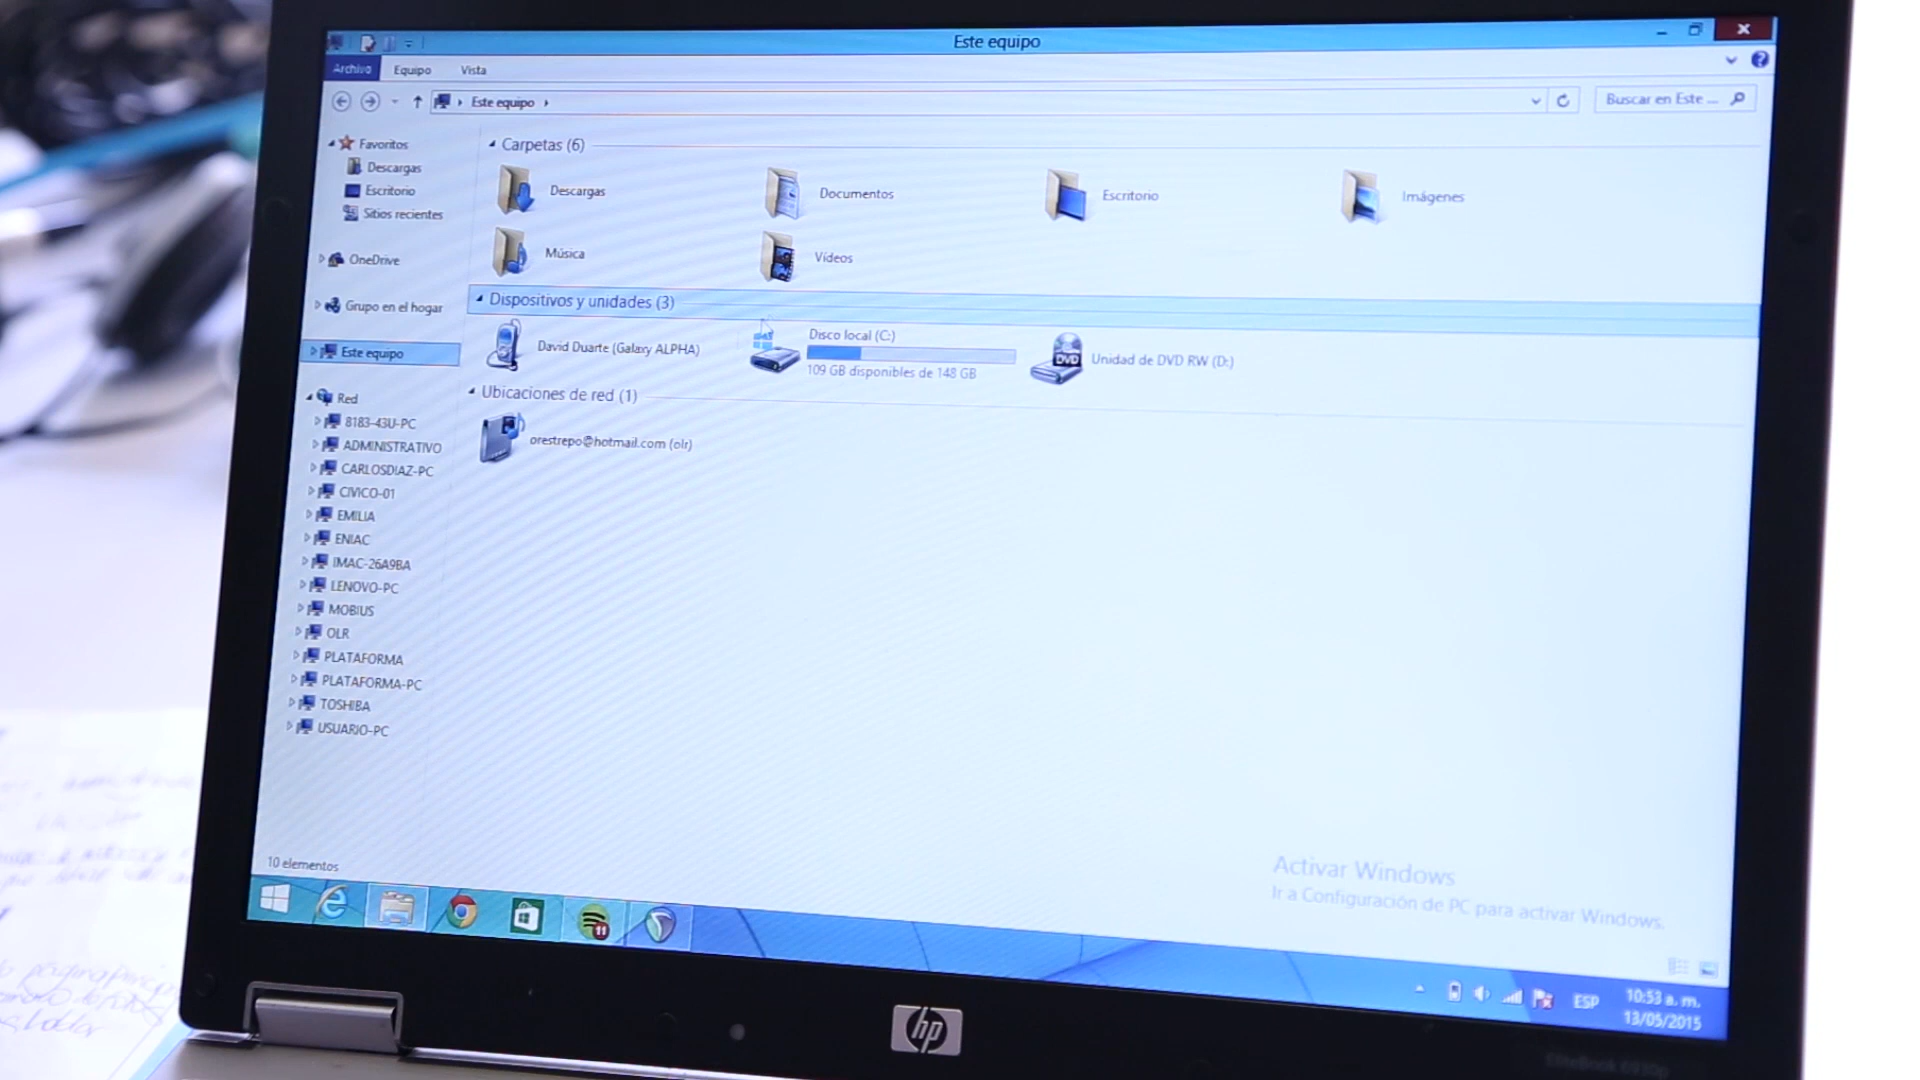 Este equipo
Archivo Equipo Vista
Este equipo Buscar en Este ...
Favoritos
Descargas
Escritorio
Sitios recientes
OneDrive
Grupo en el hogar
Este equipo
Red
8183-43U-PC
ADMINISTRATIVO
CARLOSDIAZ-PC
CIVICO-01
EMILIA
ENIAC
IMAC-26A9BA
LENOVO-PC
MOBIUS
OLR
PLATAFORMA
PLATAFORMA-PC
TOSHIBA
USUARIO-PC
Carpetas (6)
Descargas Documentos Escritorio Imágenes
Música Vídeos
Dispositivos y unidades (3)
David Duarte (Galaxy ALPHA)
Disco local (C:)
109 GB disponibles de 148 GB
DVD
Unidad de DVD RW (D:)
Ubicaciones de red (1)
orestrepo@hotmail.com (olr)
10 elementos
Activar Windows
Ir a Configuración de PC para activar Windows.
11
ESP
10:53 a. m.
13/05/2015
hp